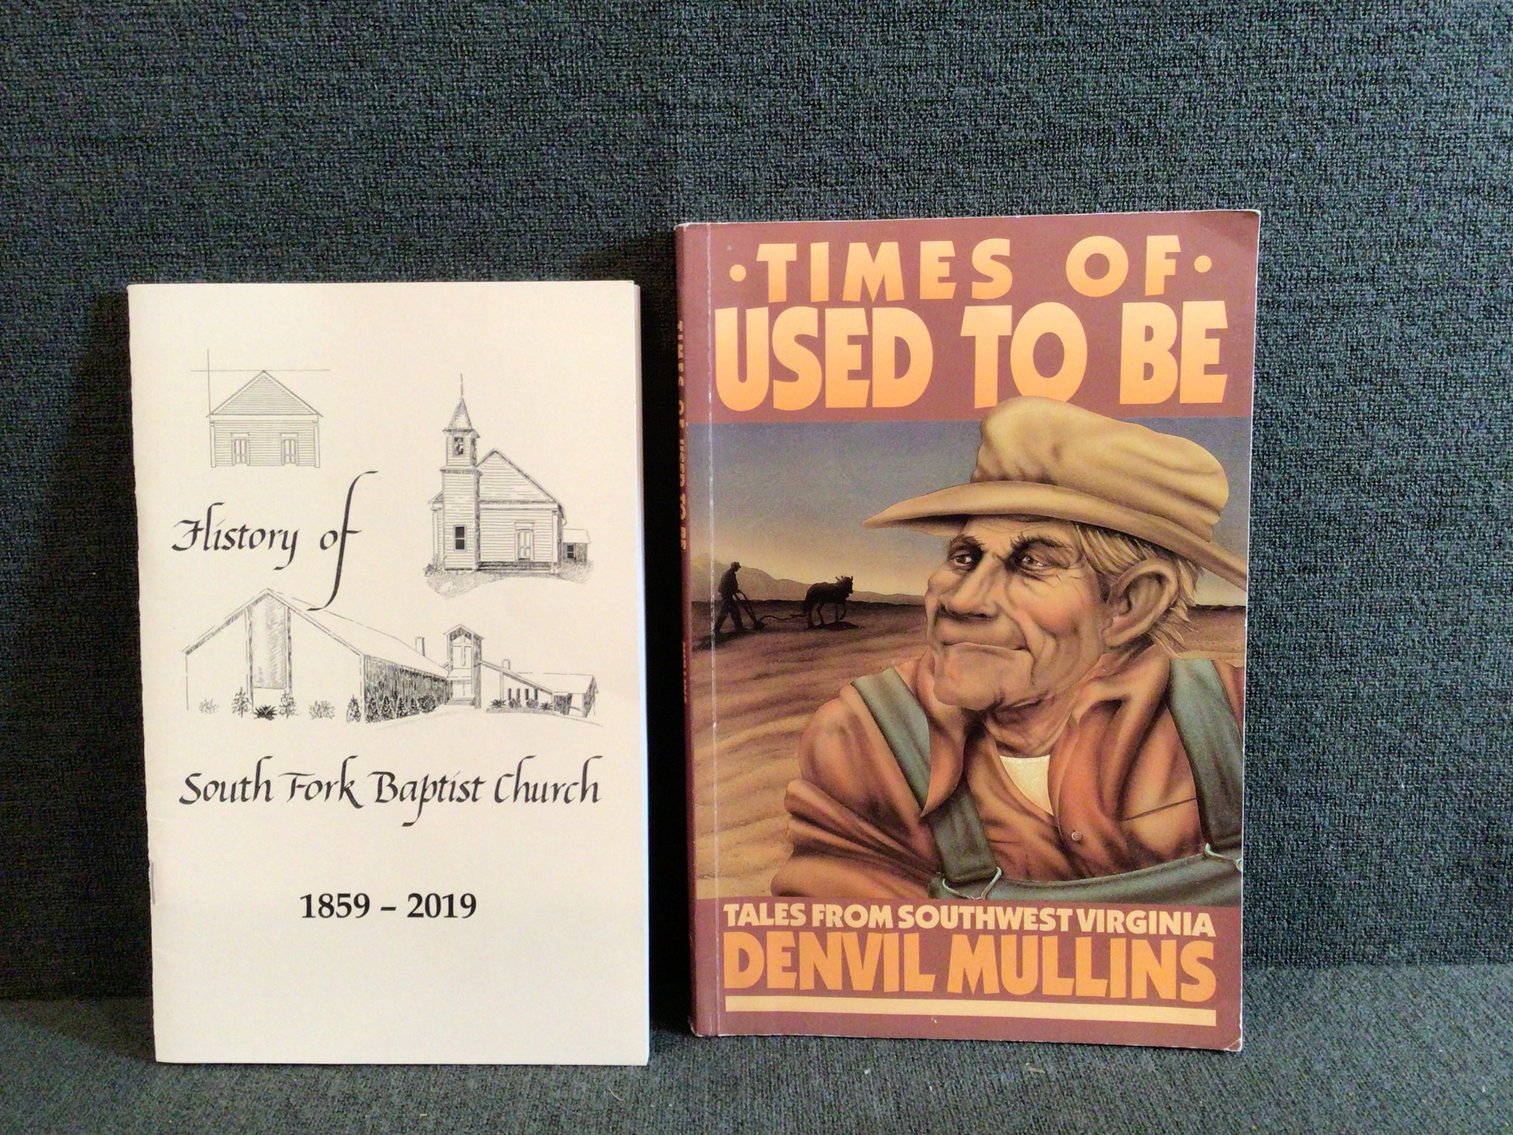 History of
South Fork Baptist Church
1859 – 2019
• TIMES OF •
USED TO BE
TALES FROM SOUTHWEST VIRGINIA
DENVIL MULLINS